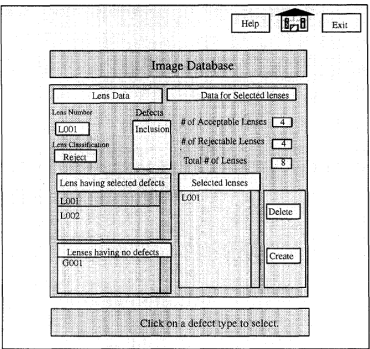 Help
Exit
Image Database
Lens Data
Data for Selected lenses
Lens Number
Defects
L001
Inclusion
# of Acceptable Lenses 4
Lens Classification
Reject
# of Rejectable Lenses 4
Total # of Lenses 8
Lens having selected defects
Selected lenses
L001
L001
L002
Delete
Lenses having no defects
G001
Create
Click on a defect type to select.